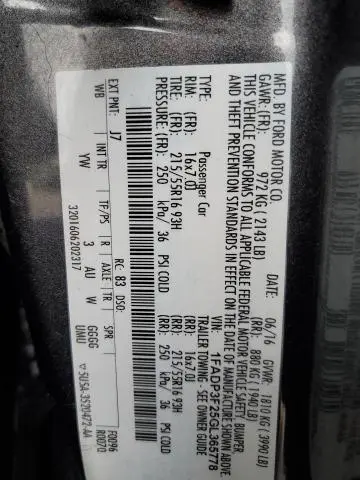 MFD. BY FORD MOTOR CO.
DATE: 06/16 GVWR: 1810 KG ( 3990 LB)
GAWR:(FR): 972 KG ( 2143 LB) (RR): 880 KG ( 1940 LB)
THIS VEHICLE CONFORMS TO ALL APPLICABLE FEDERAL MOTOR VEHICLE SAFETY, BUMPER
AND THEFT PREVENTION STANDARDS IN EFFECT ON THE DATE OF MANUFACTURE SHOWN ABOVE.
VIN: 1FADP3F25GL365778
TYPE: Passenger Car TRAILER TOWING - SEE OWNER'S GUIDE
RIM: (FR) 16x7.0J (RR) 16x7.0J
TIRE: (FR) 215/55R16 93H (RR) 215/55R16 93H
PRESSURE: (FR) 250 kPa/ 36 PSI COLD (RR) 250 kPa/ 36 PSI COLD
EXT PNT: J7 RC: 83 DSO:
WB INT TR TP/PS R AXLE TR SPR
YW 3 AU W GGGG F0096
UMU R0070
3201606202317